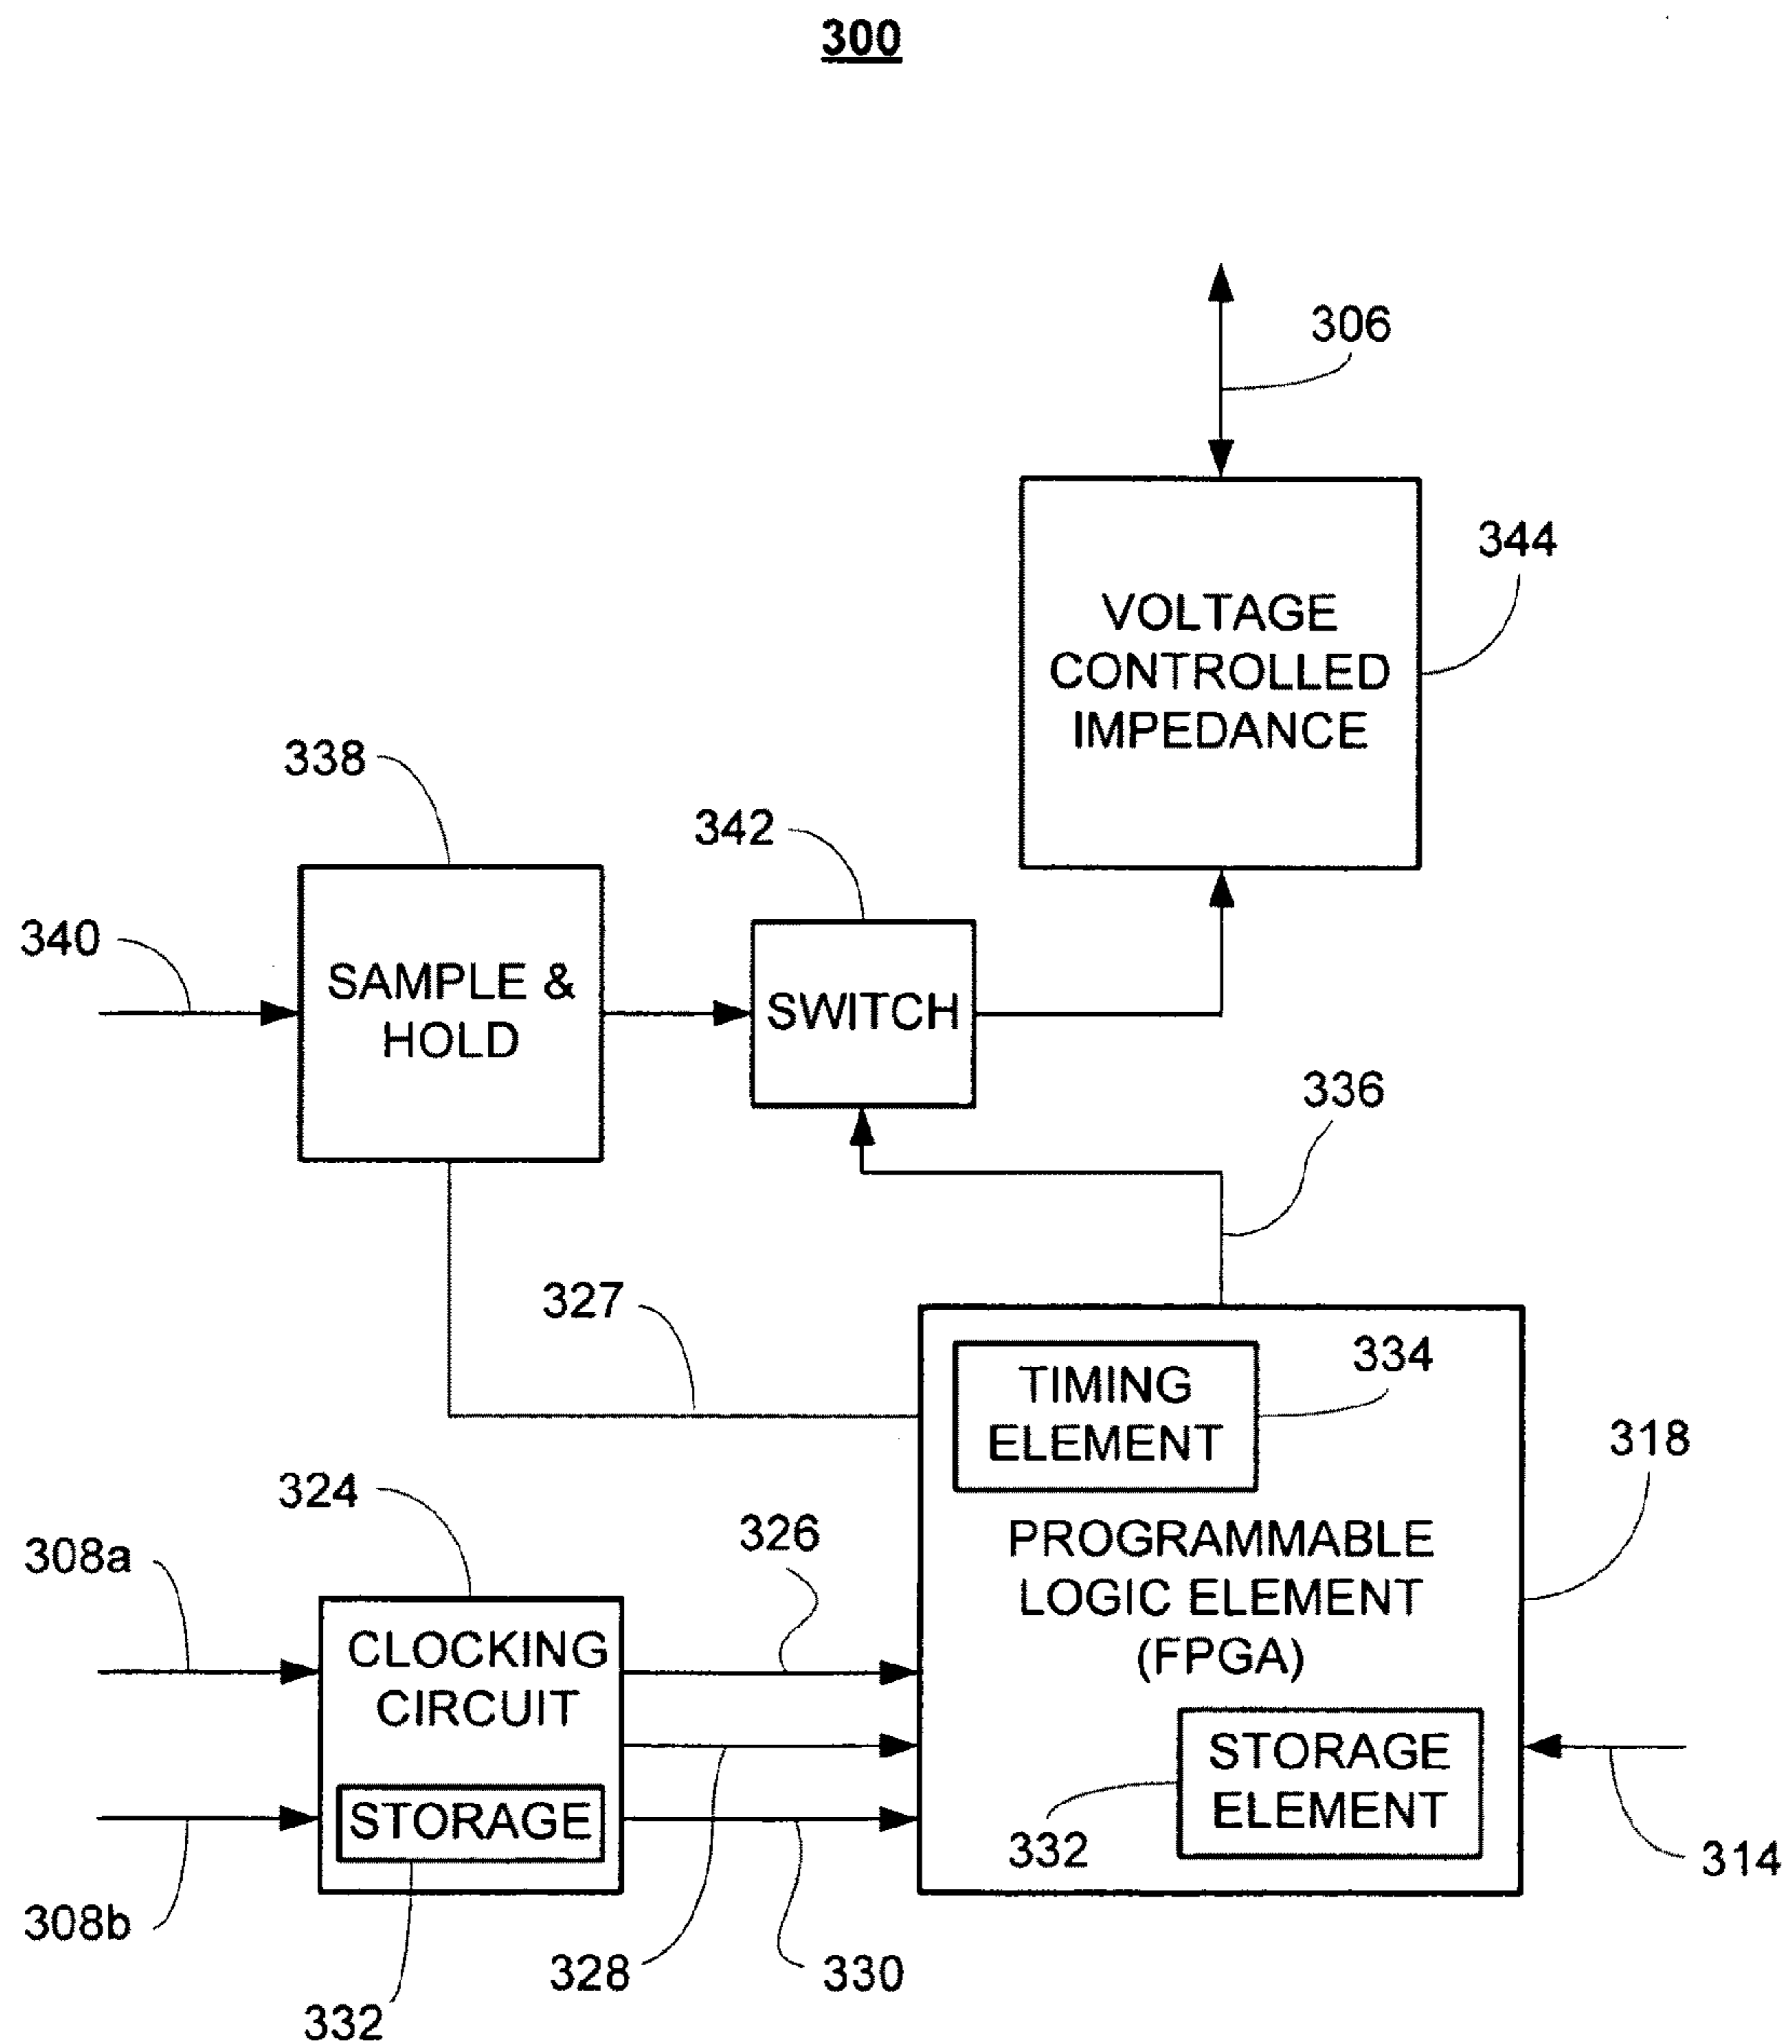 300
306
344
VOLTAGE
CONTROLLED
IMPEDANCE
338
342
340
SAMPLE &
HOLD
SWITCH
336
327
334
TIMING
ELEMENT
318
324
326
308a
PROGRAMMABLE
LOGIC ELEMENT
(FPGA)
CLOCKING
CIRCUIT
STORAGE
STORAGE
ELEMENT
332
314
308b
328
330
332